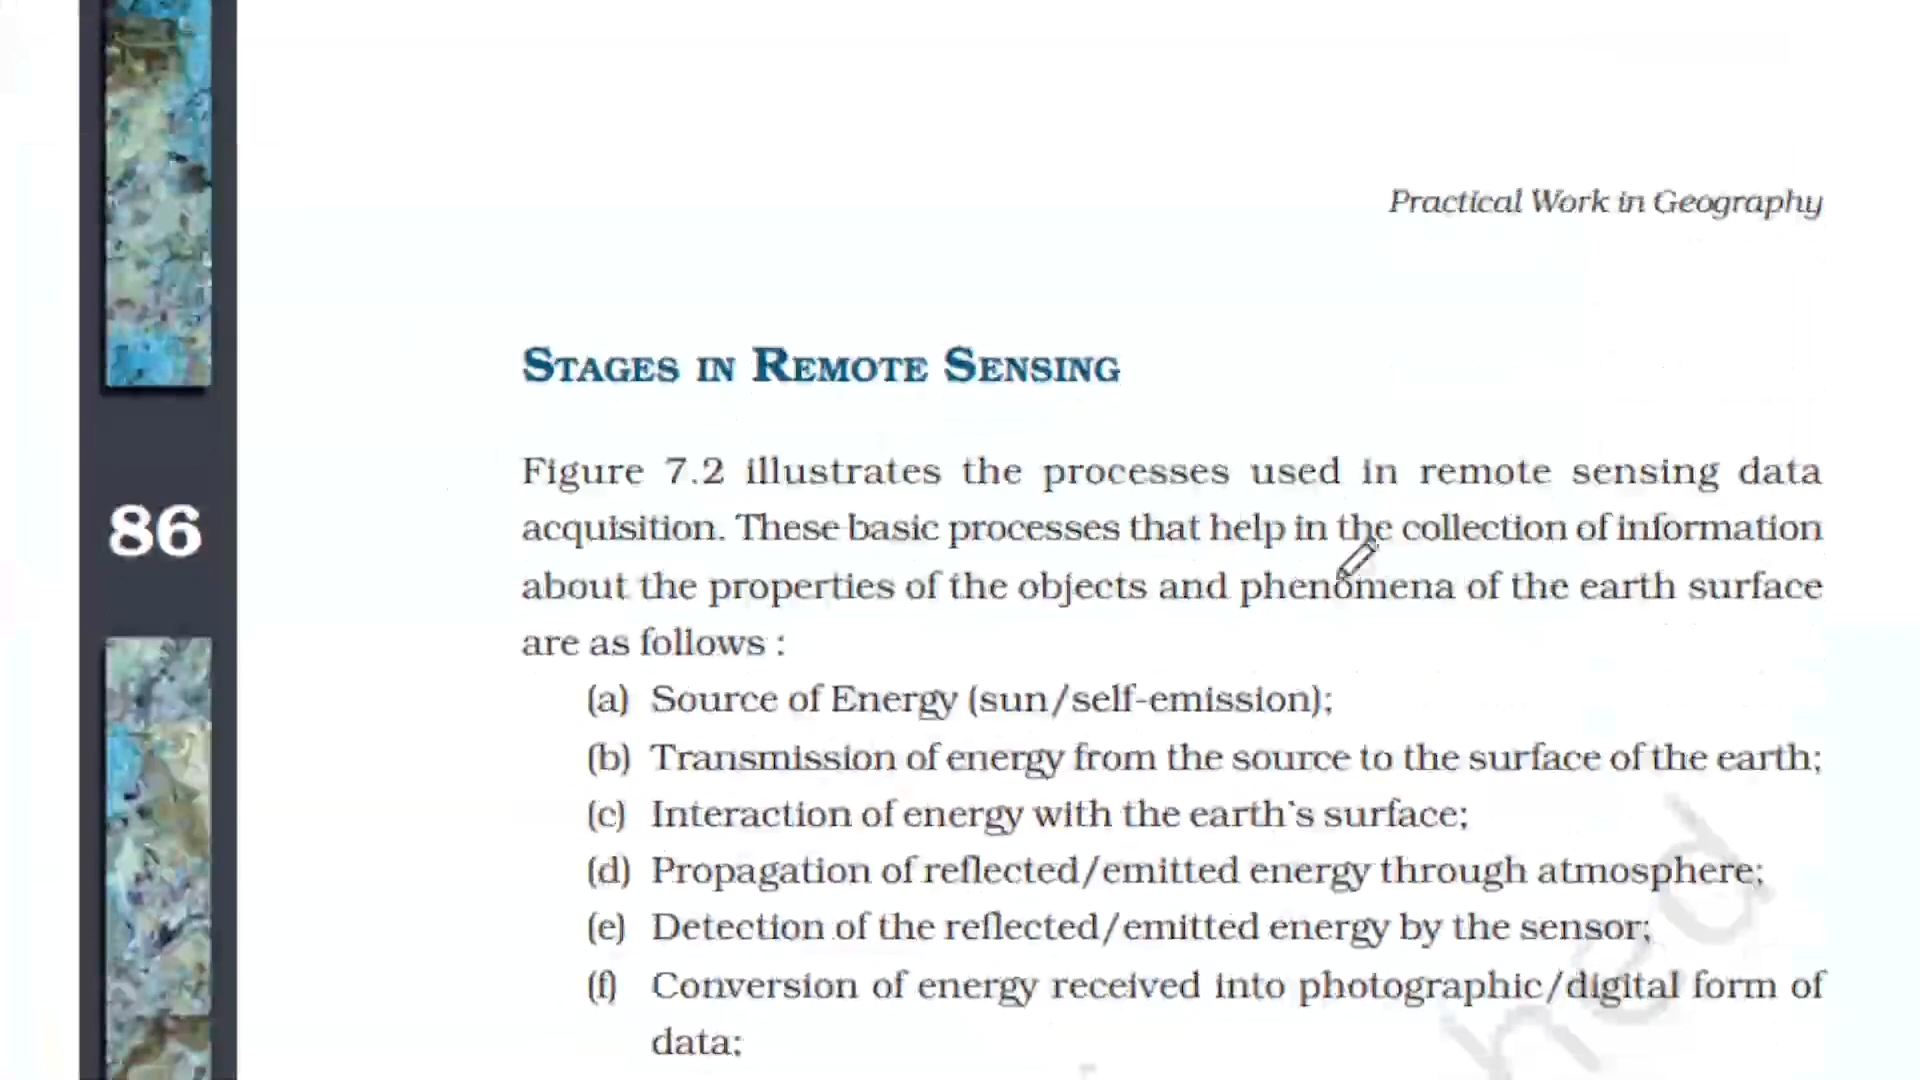 Practical Work in Geography
STAGES IN REMOTE SENSING
Figure 7.2 illustrates the processes used in remote sensing data
acquisition. These basic processes that help in the collection of information
86
about the properties of the objects and phenomena of the earth surface
are as follows :
(a) Source of Energy (sun/self-emission);
(b) Transmission of energy from the source to the surface of the earth;
(c) Interaction of energy with the earth's surface;
(d) Propagation of reflected/emitted energy through atmosphere;
(e) Detection of the reflected/emitted energy by the sensor;
(f) Conversion of energy received into photographic/digital form of
data;
hed